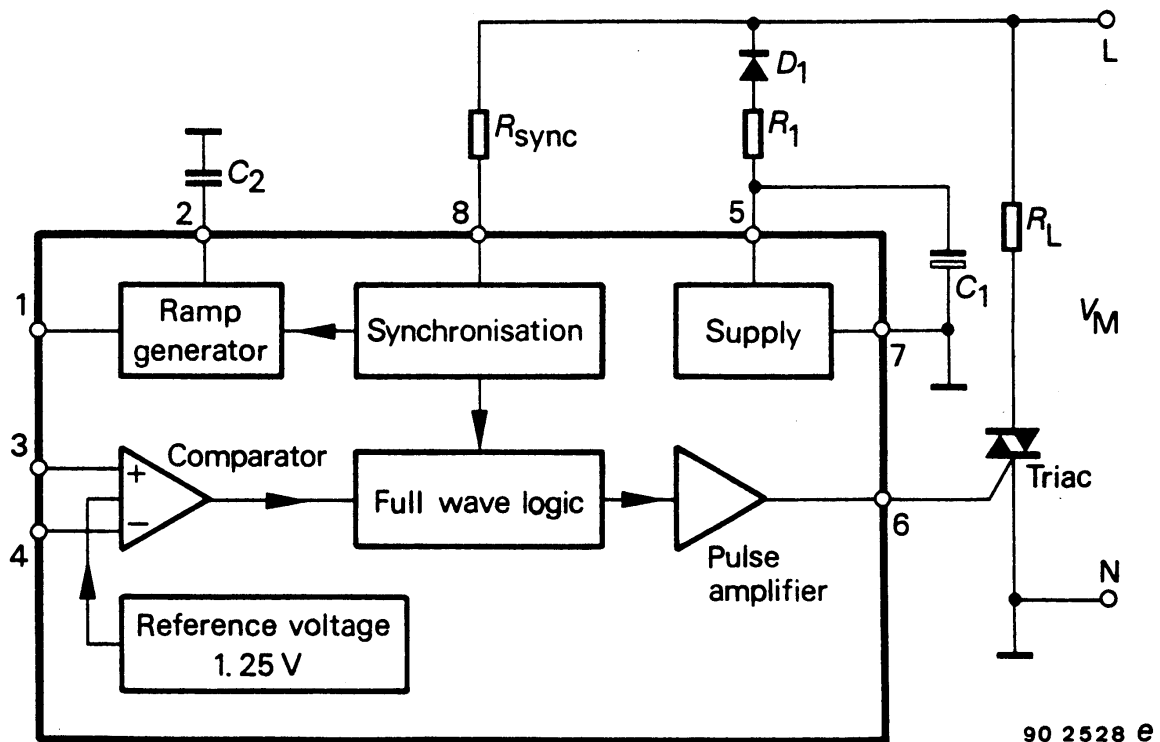 L
D1
R1
Rsync
C2
2
8
5
RL
1
Ramp
generator
Synchronisation
Supply
C1
VM
7
3
Comparator
+
Full wave logic
Triac
−
6
4
Pulse
amplifier
N
Reference voltage
1.25 V
90 2528 e